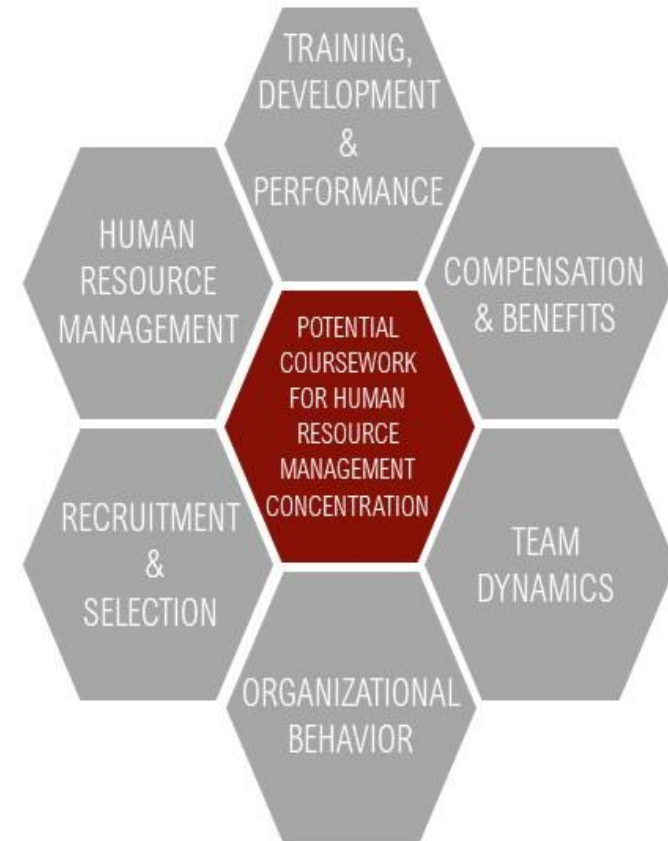 TRAINING,
DEVELOPMENT
&
PERFORMANCE
HUMAN
RESOURCE
MANAGEMENT
COMPENSATION
& BENEFITS
POTENTIAL
COURSEWORK
FOR HUMAN
RESOURCE
MANAGEMENT
CONCENTRATION
RECRUITMENT
&
SELECTION
TEAM
DYNAMICS
ORGANIZATIONAL
BEHAVIOR